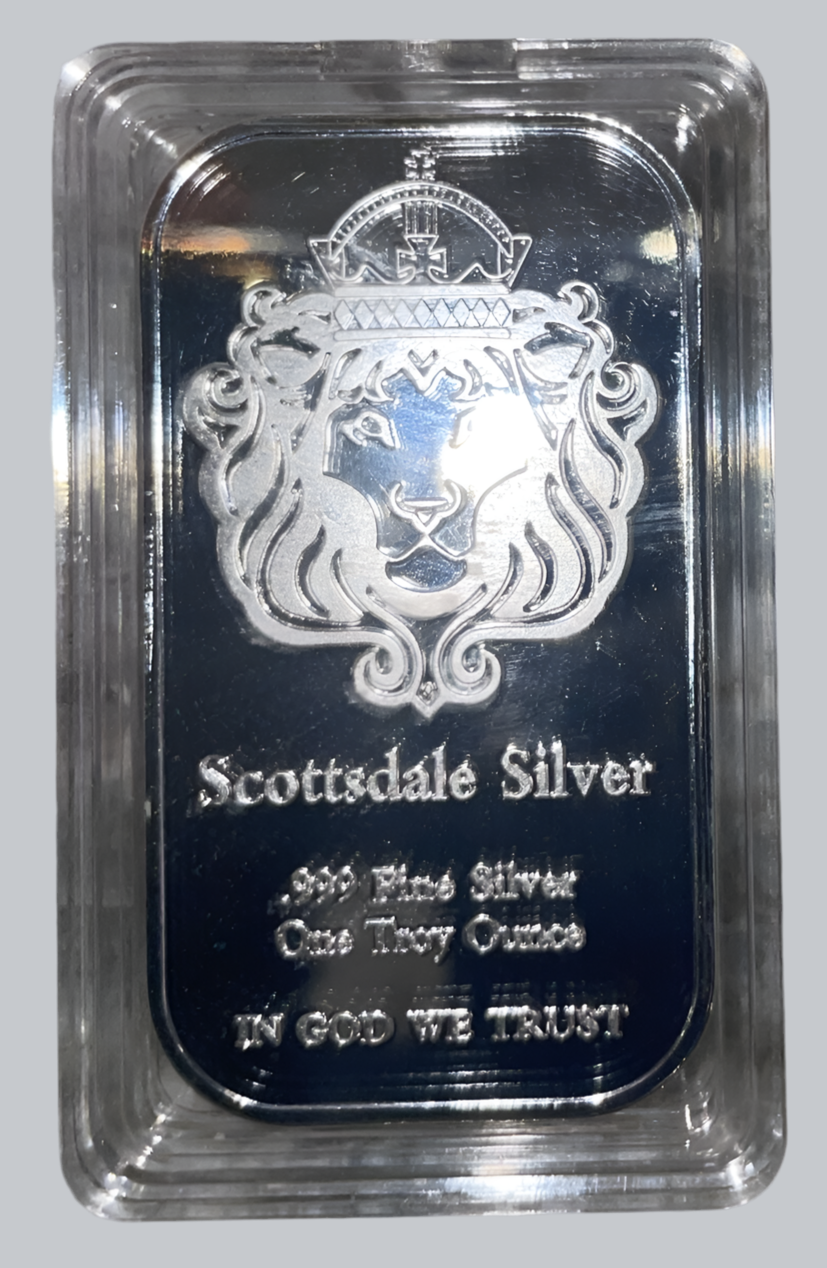 Scottsdale Silver
.999 Fine Silver
One Troy Ounce
IN GOD WE TRUST